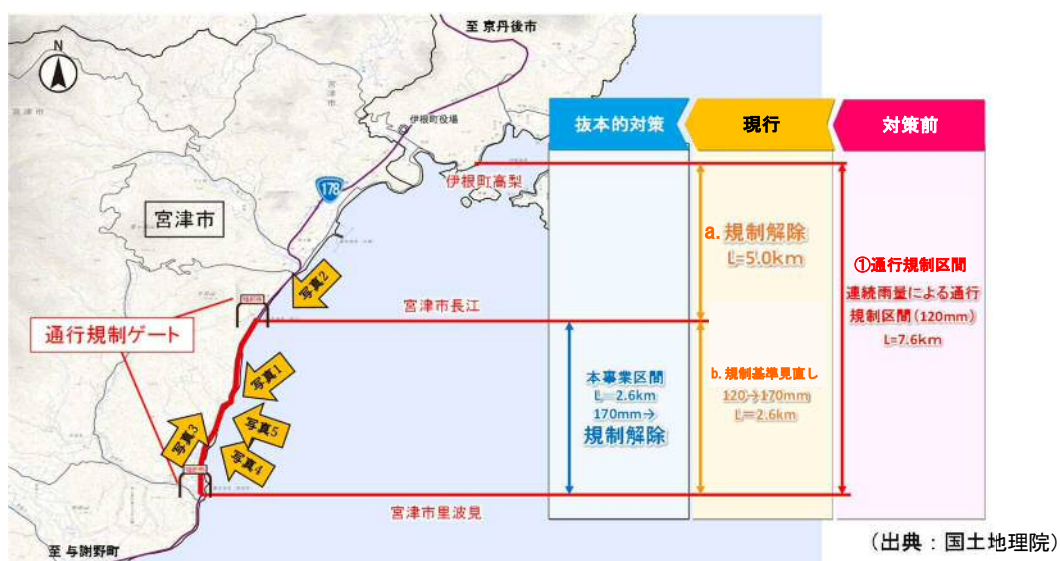 至 京丹後市
N
宮津市
宮津市
伊根町役場
178
伊根町高梨
宮津市
写真2
宮津市長江
通行規制ゲート
写真1
写真3
写真5
写真4
宮津市里波見
至 与謝野町
抜本的対策
現行
対策前
a. 規制解除
L=5.0km
①通行規制区間
連続雨量による通行
規制区間(120mm)
L=7.6km
本事業区間
L=2.6km
170mm→
規制解除
b. 規制基準見直し
120→170mm
L=2.6km
(出典:国土地理院)